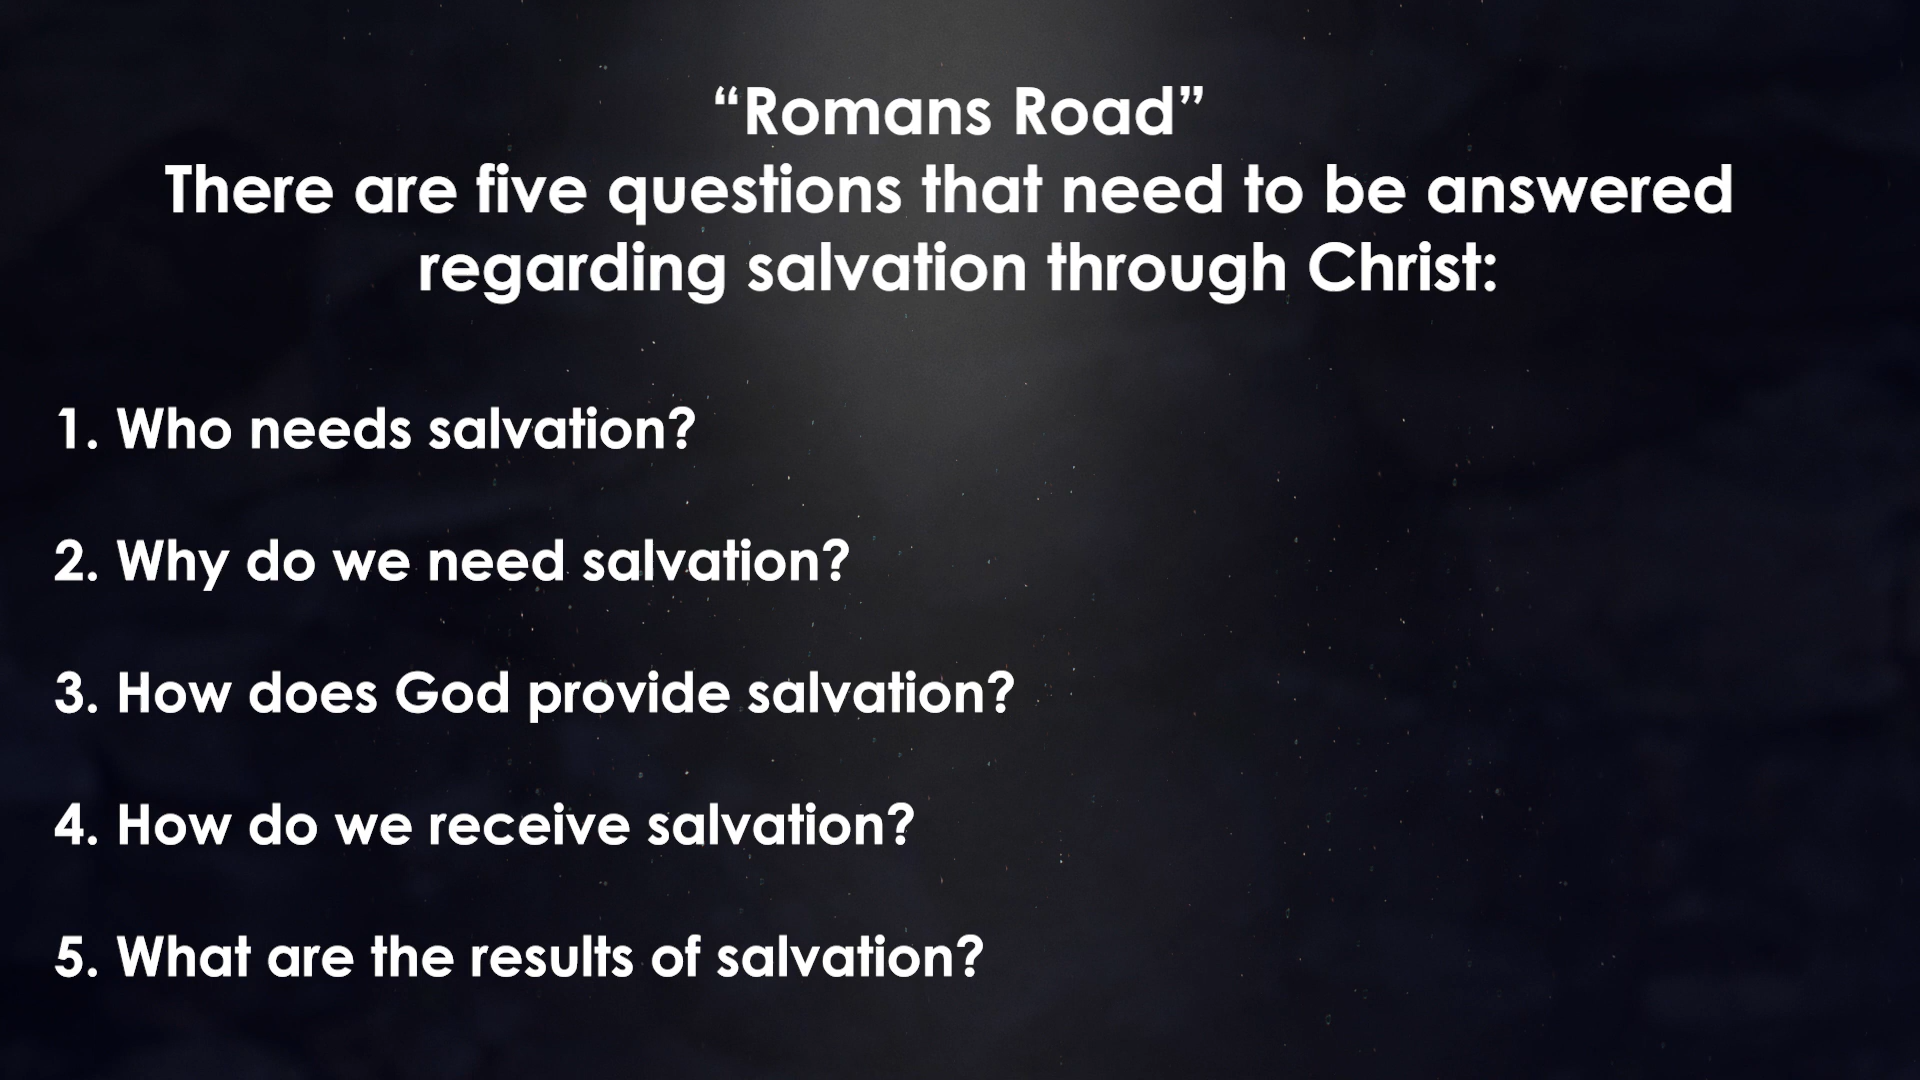 “Romans Road”
There are five questions that need to be answered
regarding salvation through Christ:
1. Who needs salvation?
2. Why do we need salvation?
3. How does God provide salvation?
4. How do we receive salvation?
5. What are the results of salvation?